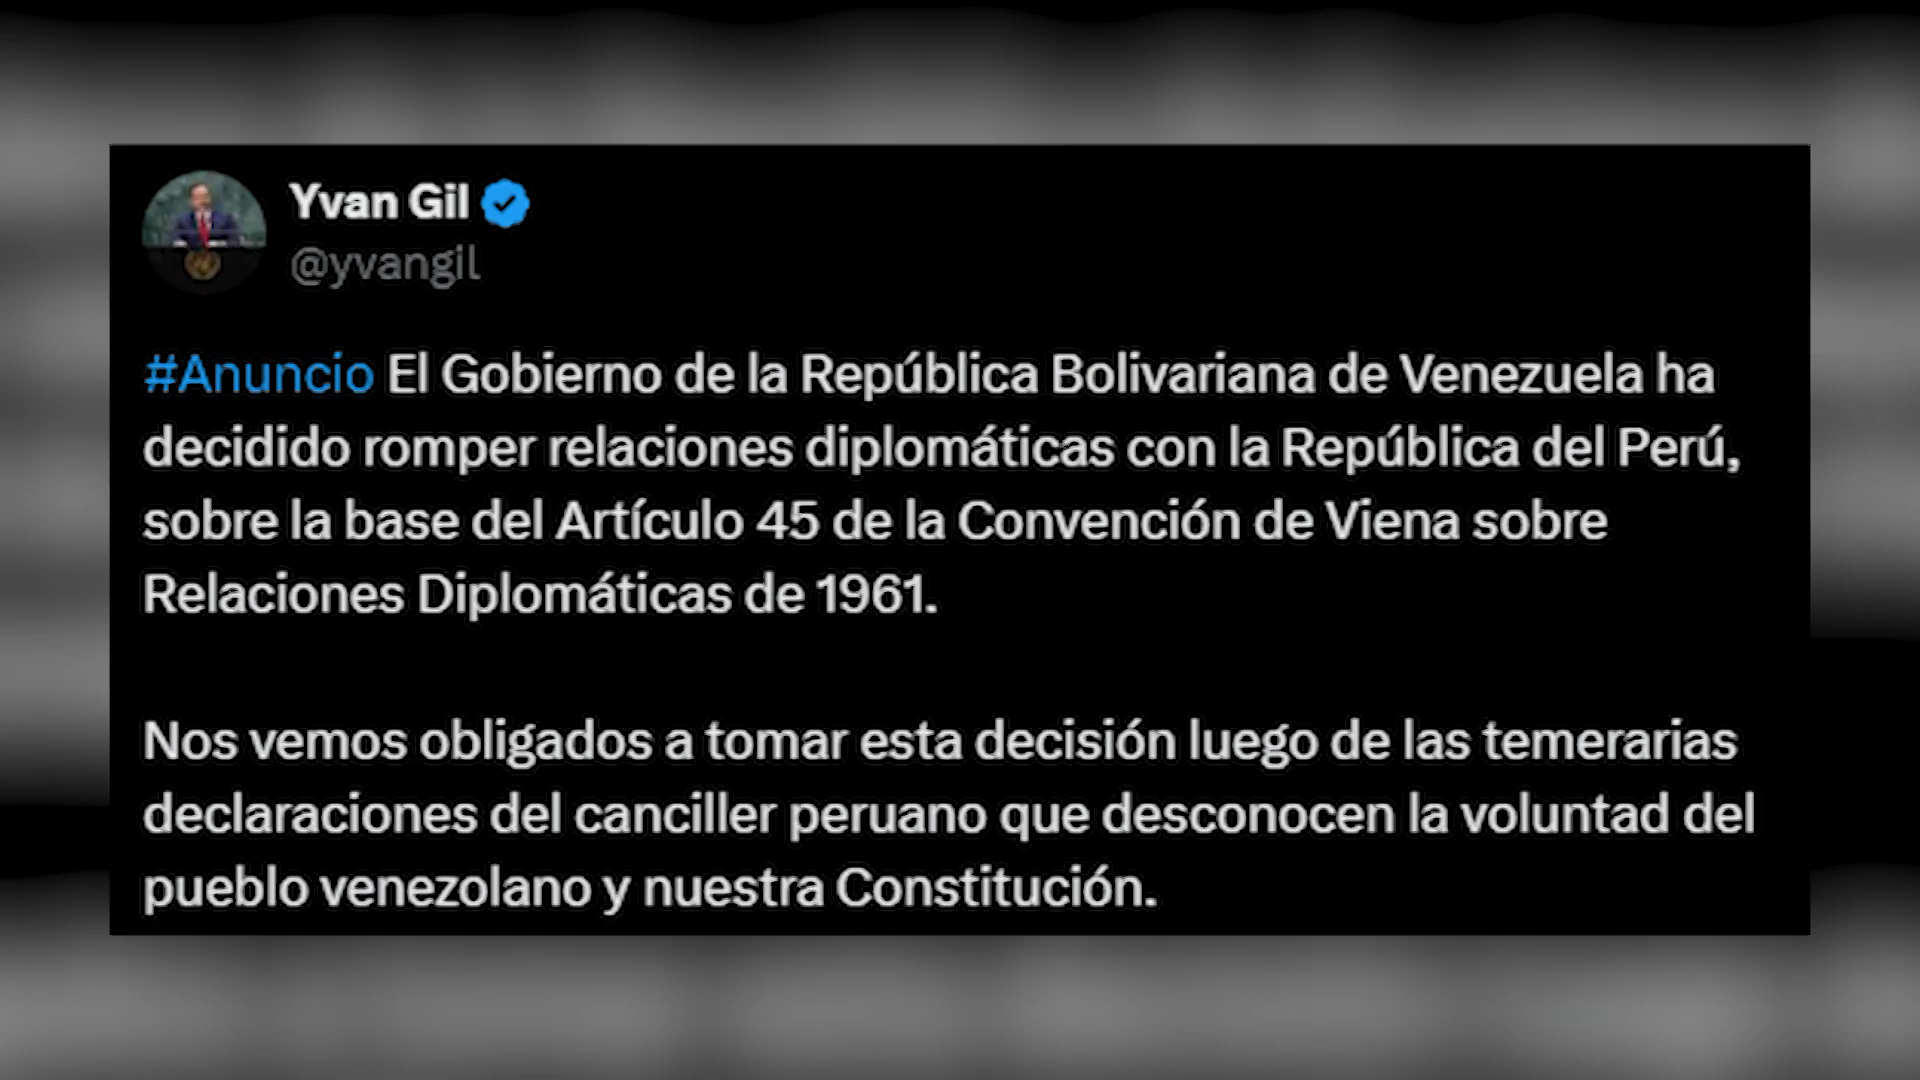 Yvan Gil
@yvangil
#Anuncio El Gobierno de la República Bolivariana de Venezuela ha
decidido romper relaciones diplomáticas con la República del Perú,
sobre la base del Artículo 45 de la Convención de Viena sobre
Relaciones Diplomáticas de 1961.
Nos vemos obligados a tomar esta decisión luego de las temerarias
declaraciones del canciller peruano que desconocen la voluntad del
pueblo venezolano y nuestra Constitución.